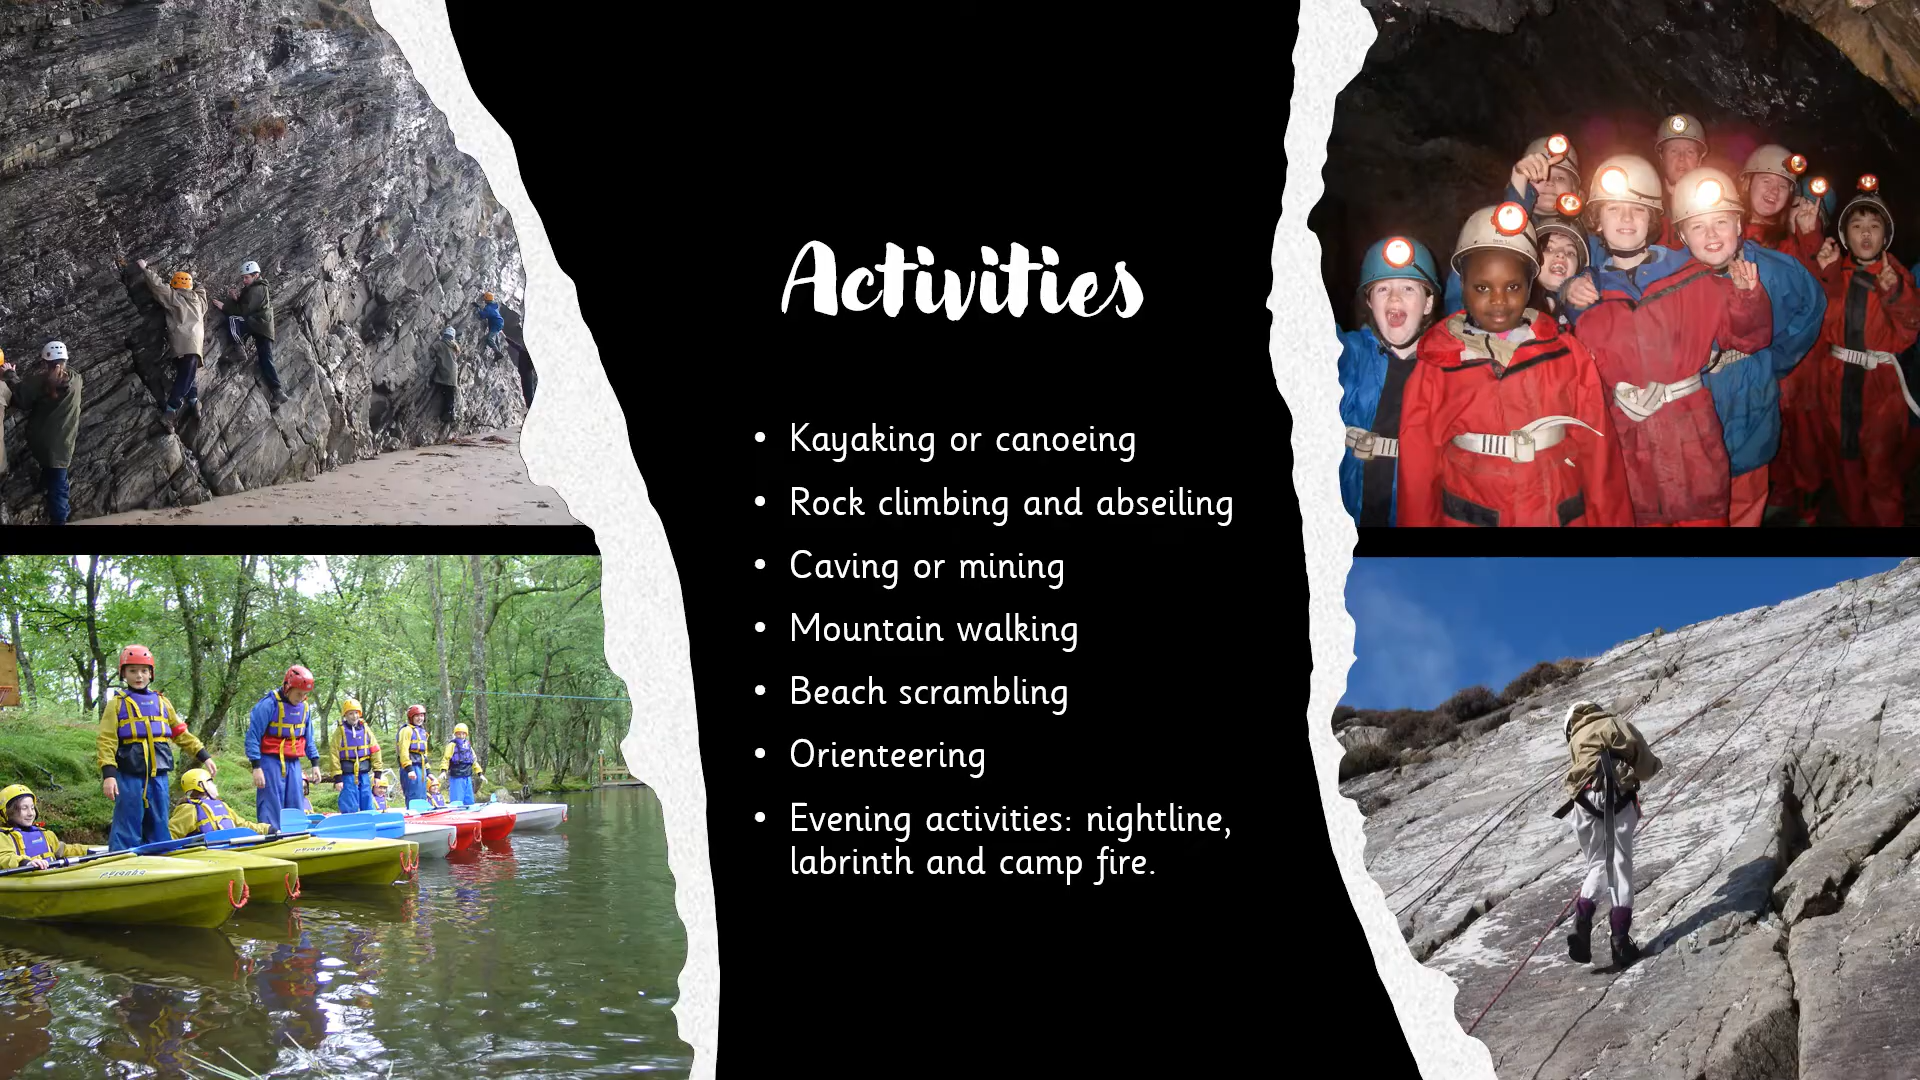 Activities
• Kayaking or canoeing
• Rock climbing and abseiling
• Caving or mining
• Mountain walking
• Beach scrambling
• Orienteering
• Evening activities: nightline,
labrinth and camp fire.